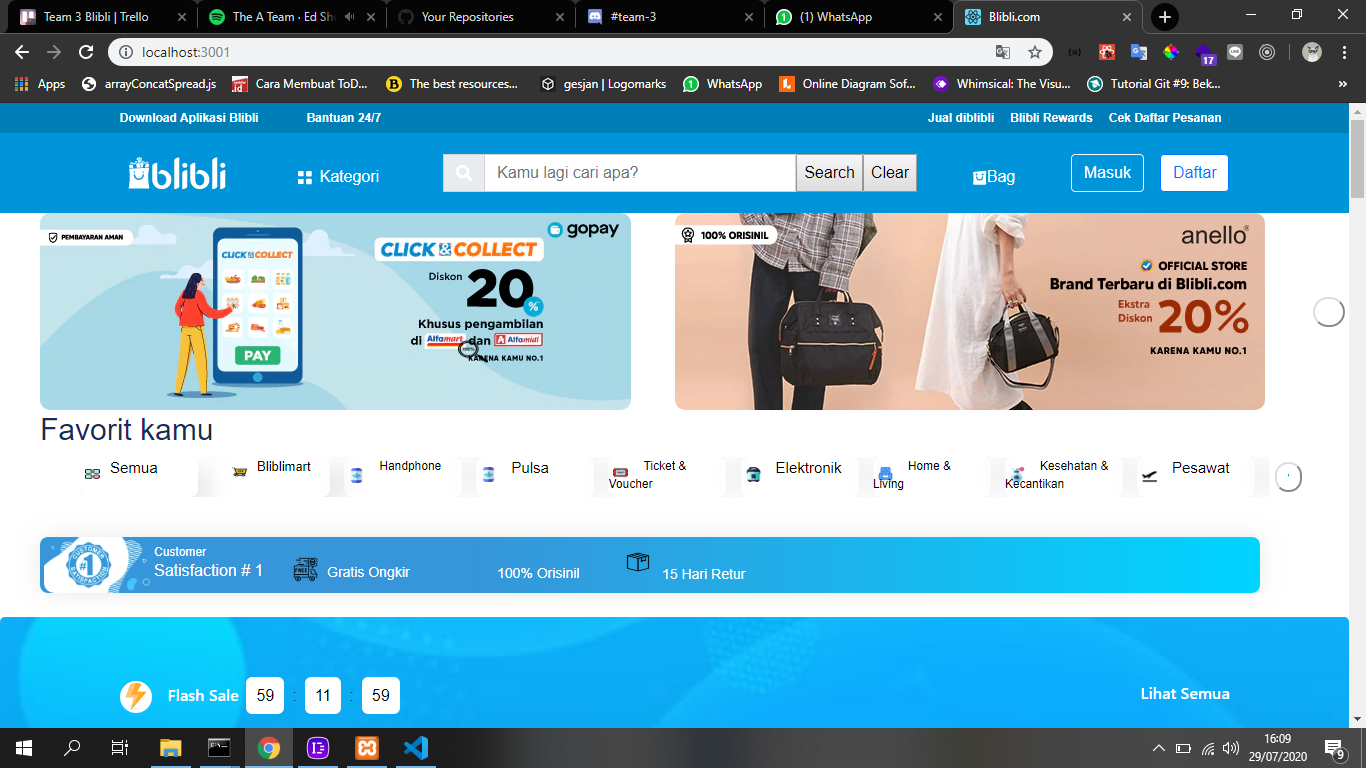 Team 3 Blibli | Trello
The A Team · Ed She
Your Repositories
#team-3
(1) WhatsApp
Blibli.com
localhost:3001
17
Apps
arrayConcatSpread.js
Cara Membuat ToD...
The best resources...
gesjan | Logomarks
WhatsApp
Online Diagram Sof...
Whimsical: The Visu...
Tutorial Git #9: Bek...
»
Download Aplikasi Blibli
Bantuan 24/7
Jual diblibli
Blibli Rewards
Cek Daftar Pesanan
blibli
Kategori
Kamu lagi cari apa?
Search
Clear
Bag
Masuk
Daftar
PEMBAYARAN AMAN
CLICK & COLLECT
PAY
gopay
CLICK & COLLECT
Diskon
20
%
Khusus pengambilan
di Alfamart dan Alfamidi
100%
KARENA KAMU NO.1
100% ORISINIL
anello®
OFFICIAL STORE
Brand Terbaru di Blibli.com
Ekstra
Diskon
20%
KARENA KAMU NO.1
Favorit kamu
Semua
Bliblimart
Handphone
Pulsa
Ticket &
Voucher
Elektronik
Home &
Living
Kesehatan &
Kecantikan
Pesawat
CUSTOMER
#1
SATISFACTION
Customer
Satisfaction # 1
FREE
Gratis Ongkir
100% Orisinil
15 Hari Retur
Flash Sale
59 : 11 : 59
Lihat Semua
16:09
29/07/2020
9